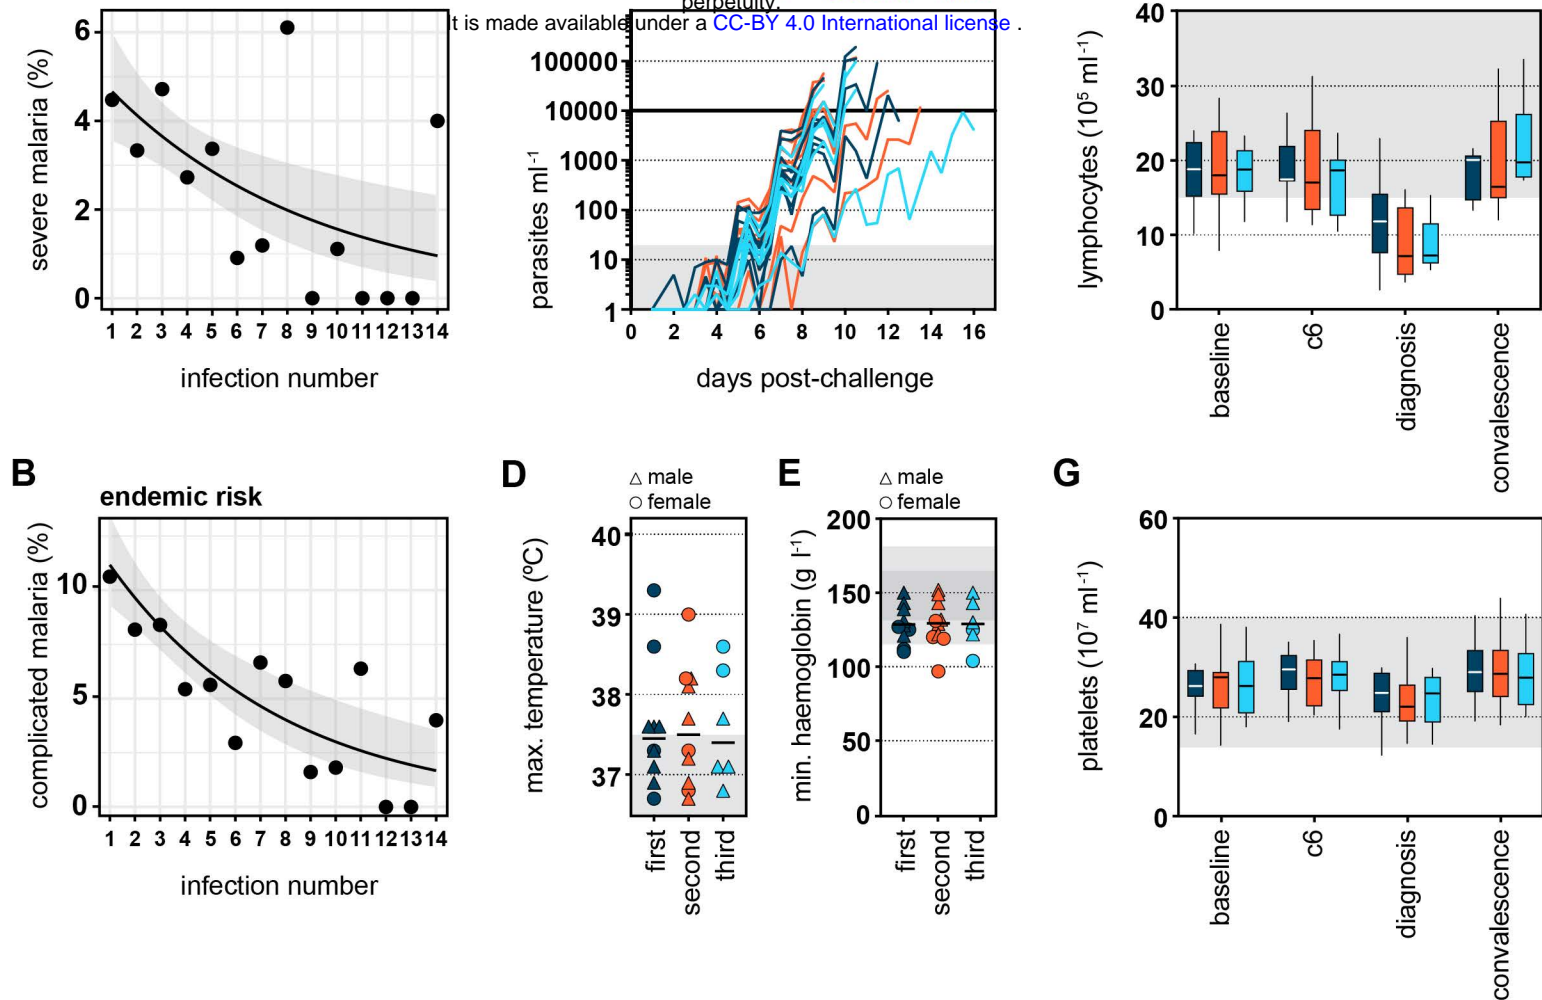 perpetuity.
It is made available under a CC-BY 4.0 International license .
severe malaria (%)
6
4
2
0
1 2 3 4 5 6 7 8 9 10 11 12 13 14
infection number
parasites ml-1
100000
10000
1000
100
10
1
0 2 4 6 8 10 12 14 16
days post-challenge
lymphocytes (10⁵ ml⁻¹)
40
30
20
10
0
baseline
c6
diagnosis
convalescence
B
endemic risk
complicated malaria (%)
10
5
0
1 2 3 4 5 6 7 8 9 10 11 12 13 14
infection number
D
△ male
○ female
max. temperature (ºC)
40
39
38
37
first
second
third
E
△ male
○ female
min. haemoglobin (g l⁻¹)
200
150
100
50
0
first
second
third
G
platelets (10⁷ ml⁻¹)
60
40
20
0
baseline
c6
diagnosis
convalescence